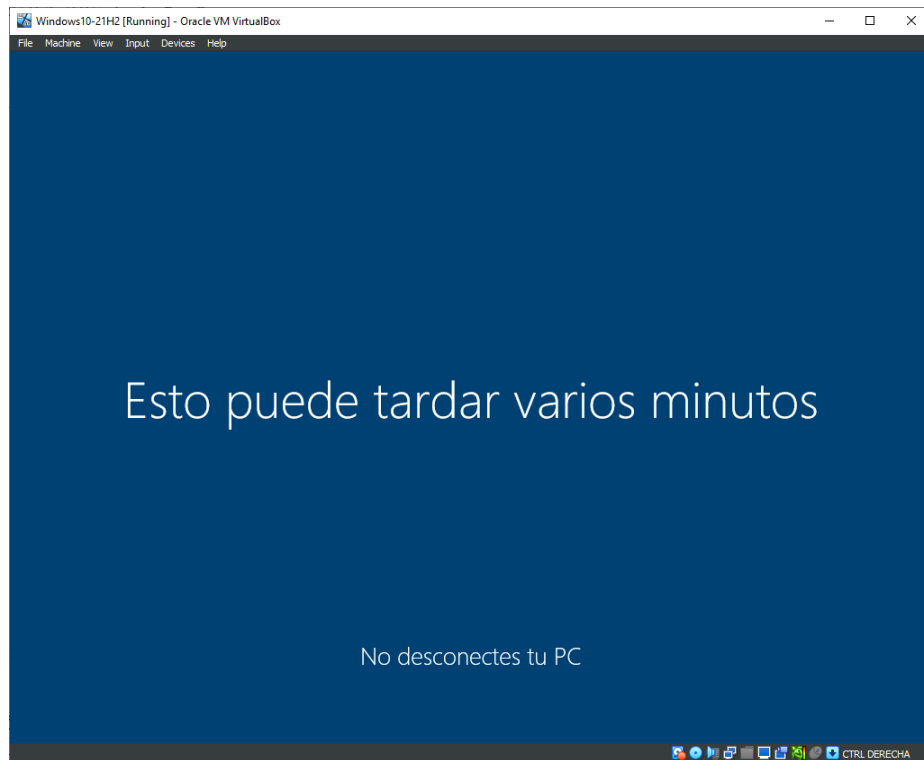 Windows10-21H2 [Running] - Oracle VM VirtualBox
File Machine View Input Devices Help
Esto puede tardar varios minutos
No desconectes tu PC
CTRL DERECHA